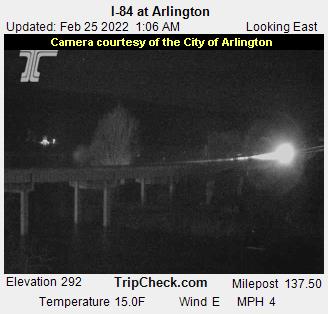 I-84 at Arlington
Updated: Feb 25 2022 1:06 AM Looking East
Camera courtesy of the City of Arlington
Elevation 292 TripCheck.com Milepost 137.50
Temperature 15.0F Wind E MPH 4